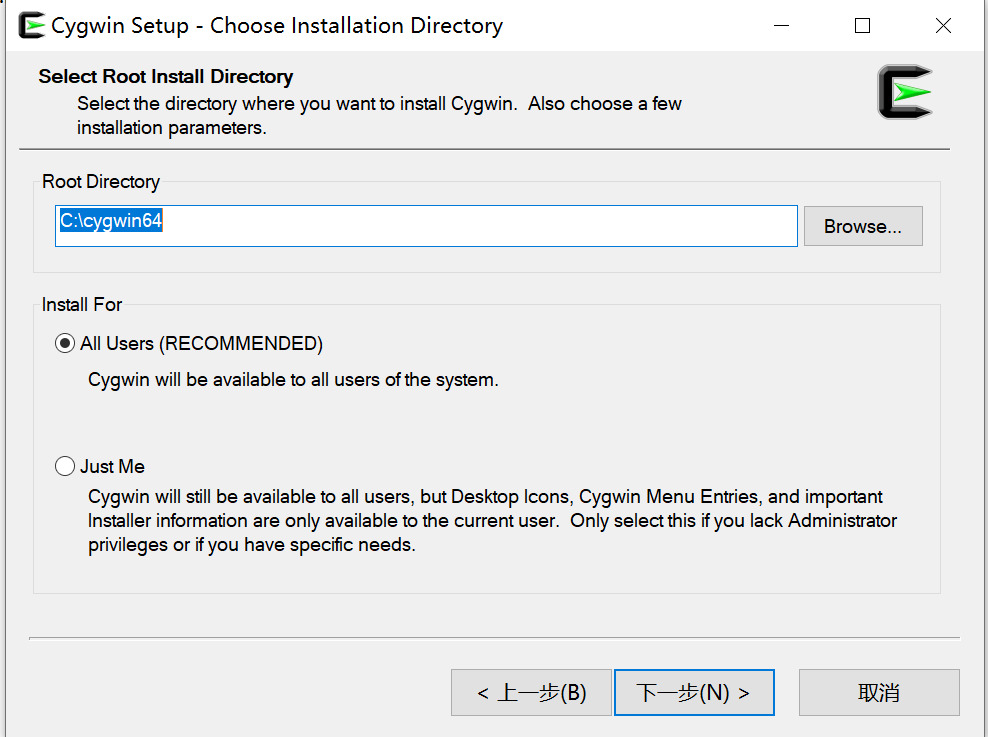 Cygwin Setup - Choose Installation Directory
Select Root Install Directory
Select the directory where you want to install Cygwin.  Also choose a few
installation parameters.
Root Directory
C:\cygwin64
Browse...
Install For
All Users (RECOMMENDED)
Cygwin will be available to all users of the system.
Just Me
Cygwin will still be available to all users, but Desktop Icons, Cygwin Menu Entries, and important
Installer information are only available to the current user.  Only select this if you lack Administrator
privileges or if you have specific needs.
< 上一步(B)
下一步(N) >
取消